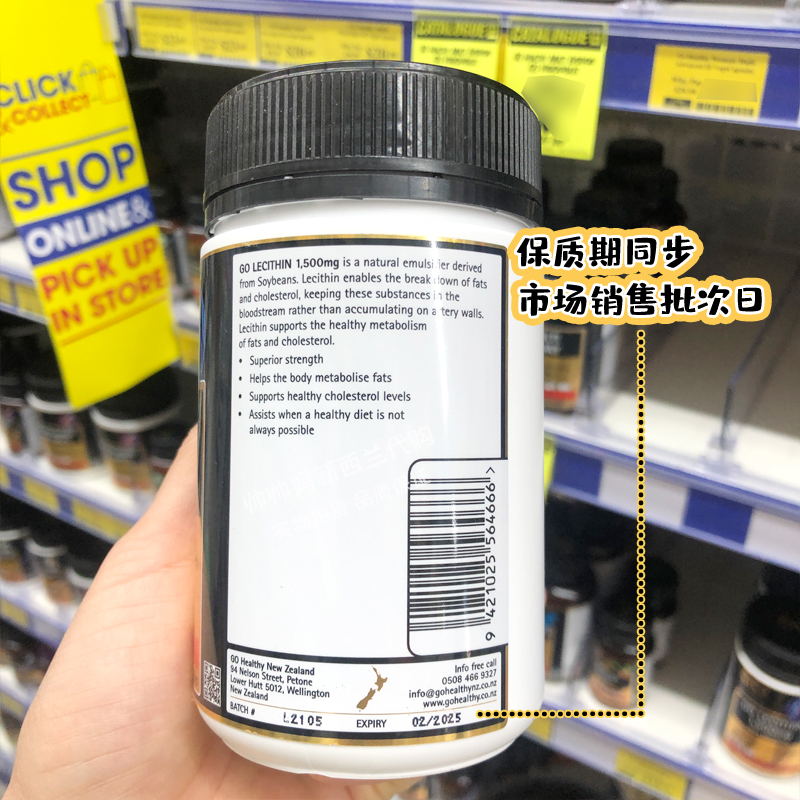 CLICK
COLLECT
SHOP
ONLINE &
PICK UP
IN STORE
CATALOGUE
CATALOGUE
保质期同步
市场销售批次日
GO LECITHIN 1,500mg is a natural emulsifier derived
from Soybeans. Lecithin enables the breakdown of fats
and cholesterol, keeping these substances in the
bloodstream rather than accumulating on artery walls.
Lecithin supports the healthy metabolism
of fats and cholesterol.
• Superior strength
• Helps the body metabolise fats
• Supports healthy cholesterol levels
• Assists when a healthy diet is not
always possible
9 421025 564666 >
GO Healthy New Zealand
94 Nelson Street, Petone
Lower Hutt 5012, Wellington
New Zealand
Info free call
0508 466 9327
info@gohealthynz.co.nz
www.gohealthy.co.nz
BATCH # L2105 EXPIRY 02/2025